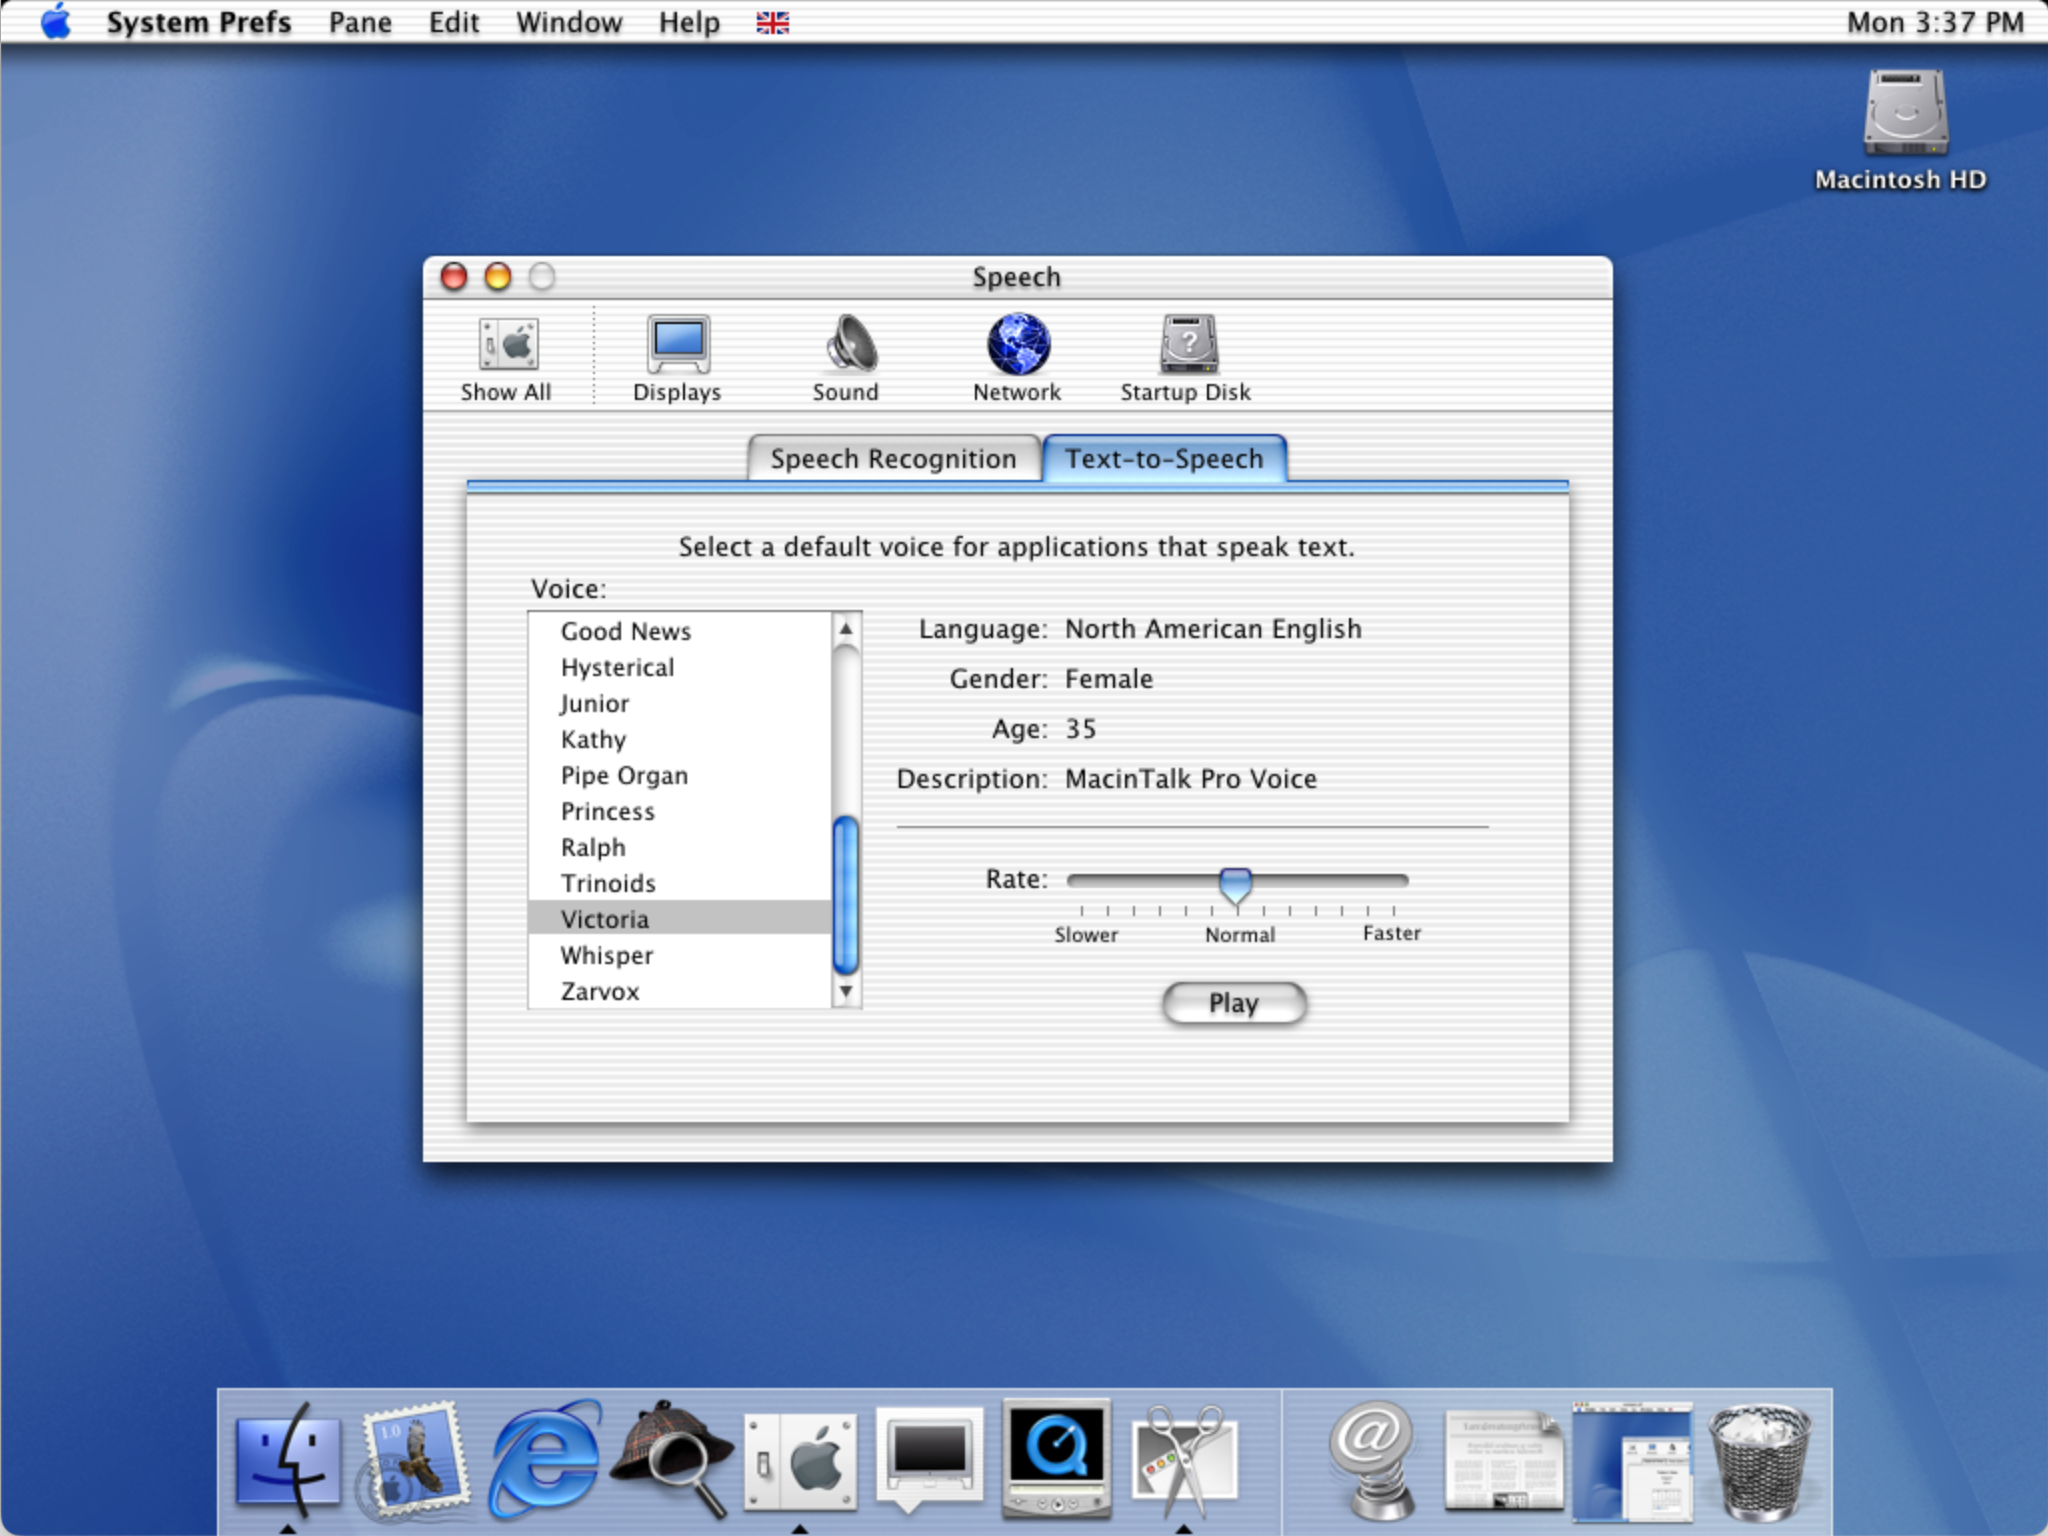 System Prefs Pane Edit Window Help Mon 3:37 PM
Macintosh HD
Speech
Show All Displays Sound Network Startup Disk
Speech Recognition Text-to-Speech
Select a default voice for applications that speak text.
Voice:
Good News
Hysterical
Junior
Kathy
Pipe Organ
Princess
Ralph
Trinoids
Victoria
Whisper
Zarvox
Language: North American English
Gender: Female
Age: 35
Description: MacinTalk Pro Voice
Rate:
Slower Normal Faster
Play
1.0
@